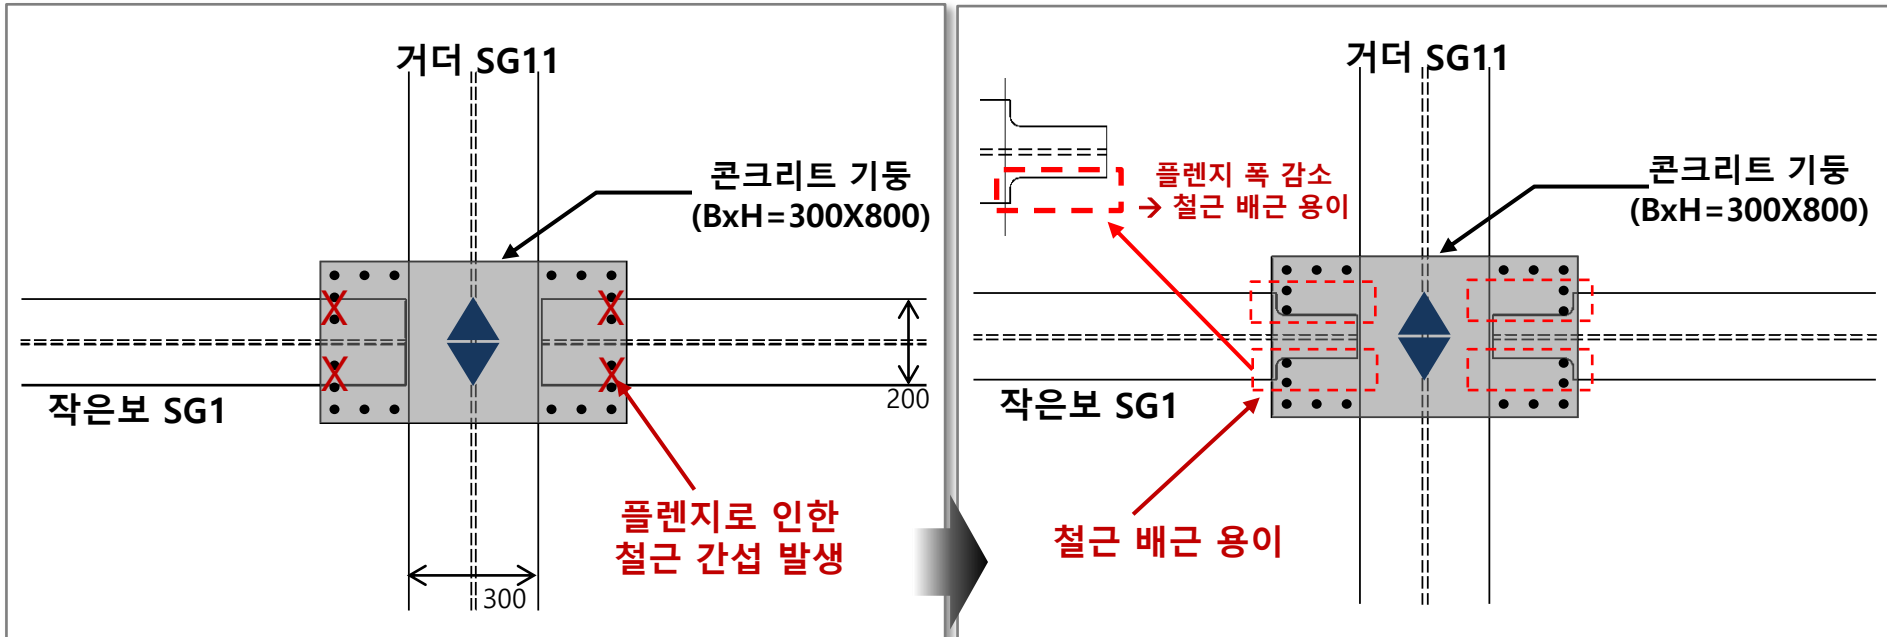 거더 SG11
콘크리트 기둥
(BxH=300X800)
X
X
X
X
200
작은보 SG1
플렌지로 인한
철근 간섭 발생
300
거더 SG11
플렌지 폭 감소
→ 철근 배근 용이
콘크리트 기둥
(BxH=300X800)
작은보 SG1
철근 배근 용이